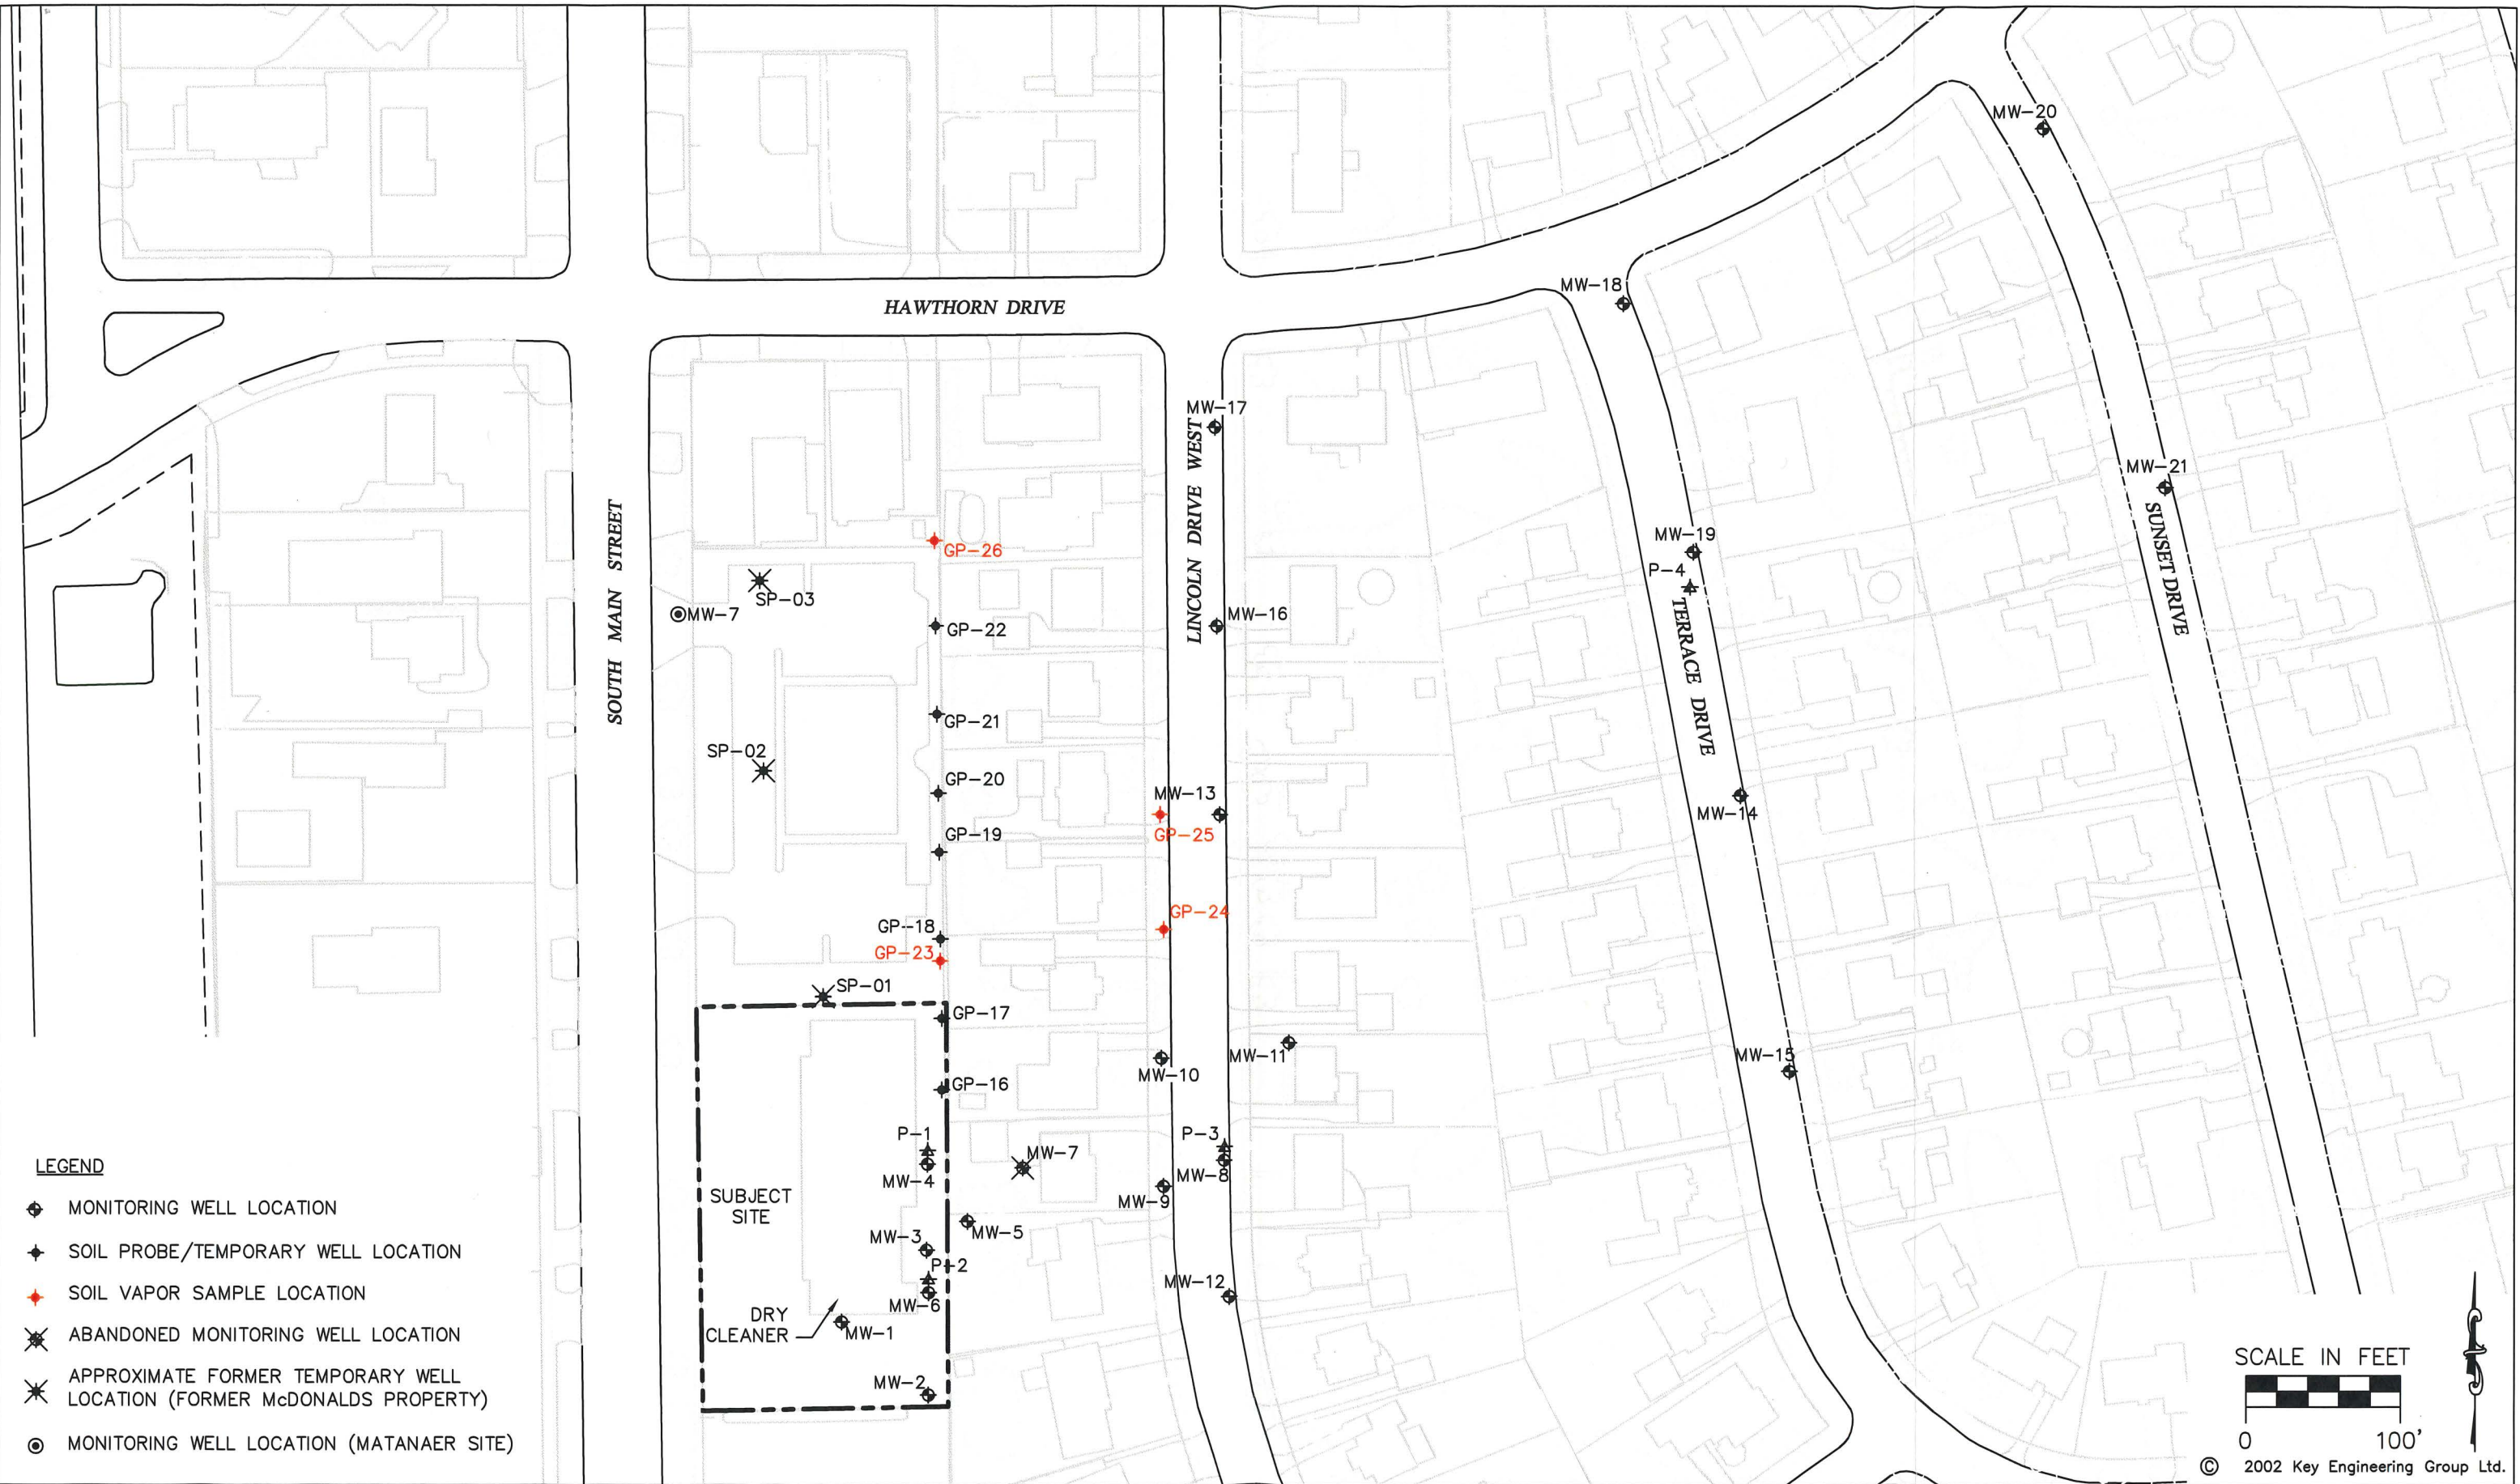 MW-20
MW-18
HAWTHORN DRIVE
MW-17
LINCOLN DRIVE WEST
MW-21
SUNSET DRIVE
SOUTH MAIN STREET
MW-19
P-4
TERRACE DRIVE
GP-26
SP-03
MW-7
GP-22
MW-16
GP-21
SP-02
GP-20
MW-13
GP-25
MW-14
GP-19
GP-24
GP-18
GP-23
SP-01
GP-17
MW-11
MW-10
MW-15
GP-16
P-1
P-3
MW-7
MW-4
MW-8
MW-9
SUBJECT
SITE
MW-5
MW-3
P-2
MW-12
MW-6
DRY
CLEANER
MW-1
MW-2
LEGEND
MONITORING WELL LOCATION
SOIL PROBE/TEMPORARY WELL LOCATION
SOIL VAPOR SAMPLE LOCATION
ABANDONED MONITORING WELL LOCATION
APPROXIMATE FORMER TEMPORARY WELL
LOCATION (FORMER McDONALDS PROPERTY)
MONITORING WELL LOCATION (MATANAER SITE)
SCALE IN FEET
0 100'
© 2002 Key Engineering Group Ltd.